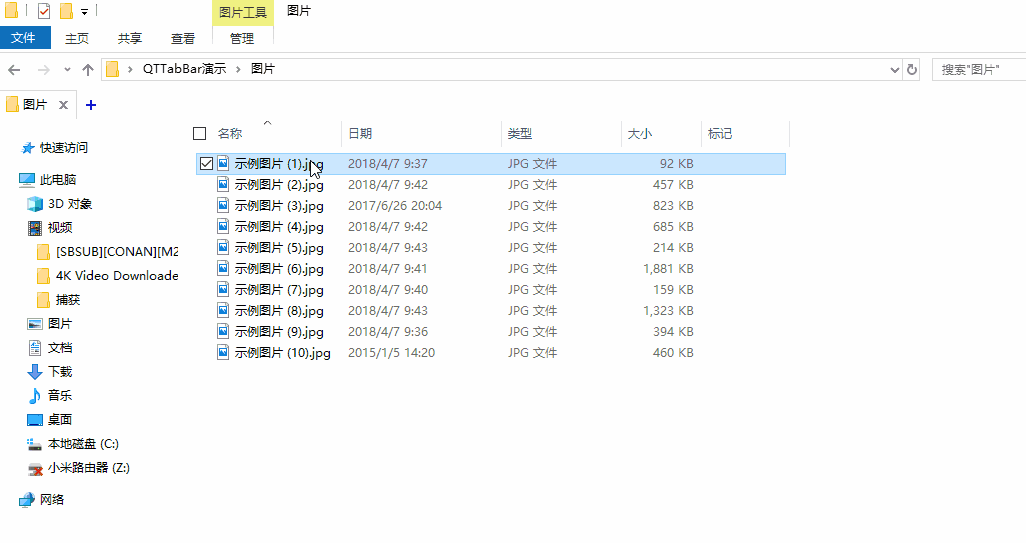 图片工具 图片
文件 主页 共享 查看 管理
QTTabBar演示 图片 搜索"图片"
图片
名称 日期 类型 大小 标记
快速访问
此电脑
3D 对象
视频
[SBSUB][CONAN][M2
4K Video Downloade
捕获
图片
文档
下载
音乐
桌面
本地磁盘 (C:)
小米路由器 (Z:)
网络
示例图片 (1).jpg 2018/4/7 9:37 JPG 文件 92 KB
示例图片 (2).jpg 2018/4/7 9:42 JPG 文件 457 KB
示例图片 (3).jpg 2017/6/26 20:04 JPG 文件 823 KB
示例图片 (4).jpg 2018/4/7 9:42 JPG 文件 685 KB
示例图片 (5).jpg 2018/4/7 9:43 JPG 文件 214 KB
示例图片 (6).jpg 2018/4/7 9:41 JPG 文件 1,881 KB
示例图片 (7).jpg 2018/4/7 9:40 JPG 文件 159 KB
示例图片 (8).jpg 2018/4/7 9:43 JPG 文件 1,323 KB
示例图片 (9).jpg 2018/4/7 9:36 JPG 文件 394 KB
示例图片 (10).jpg 2015/1/5 14:20 JPG 文件 460 KB